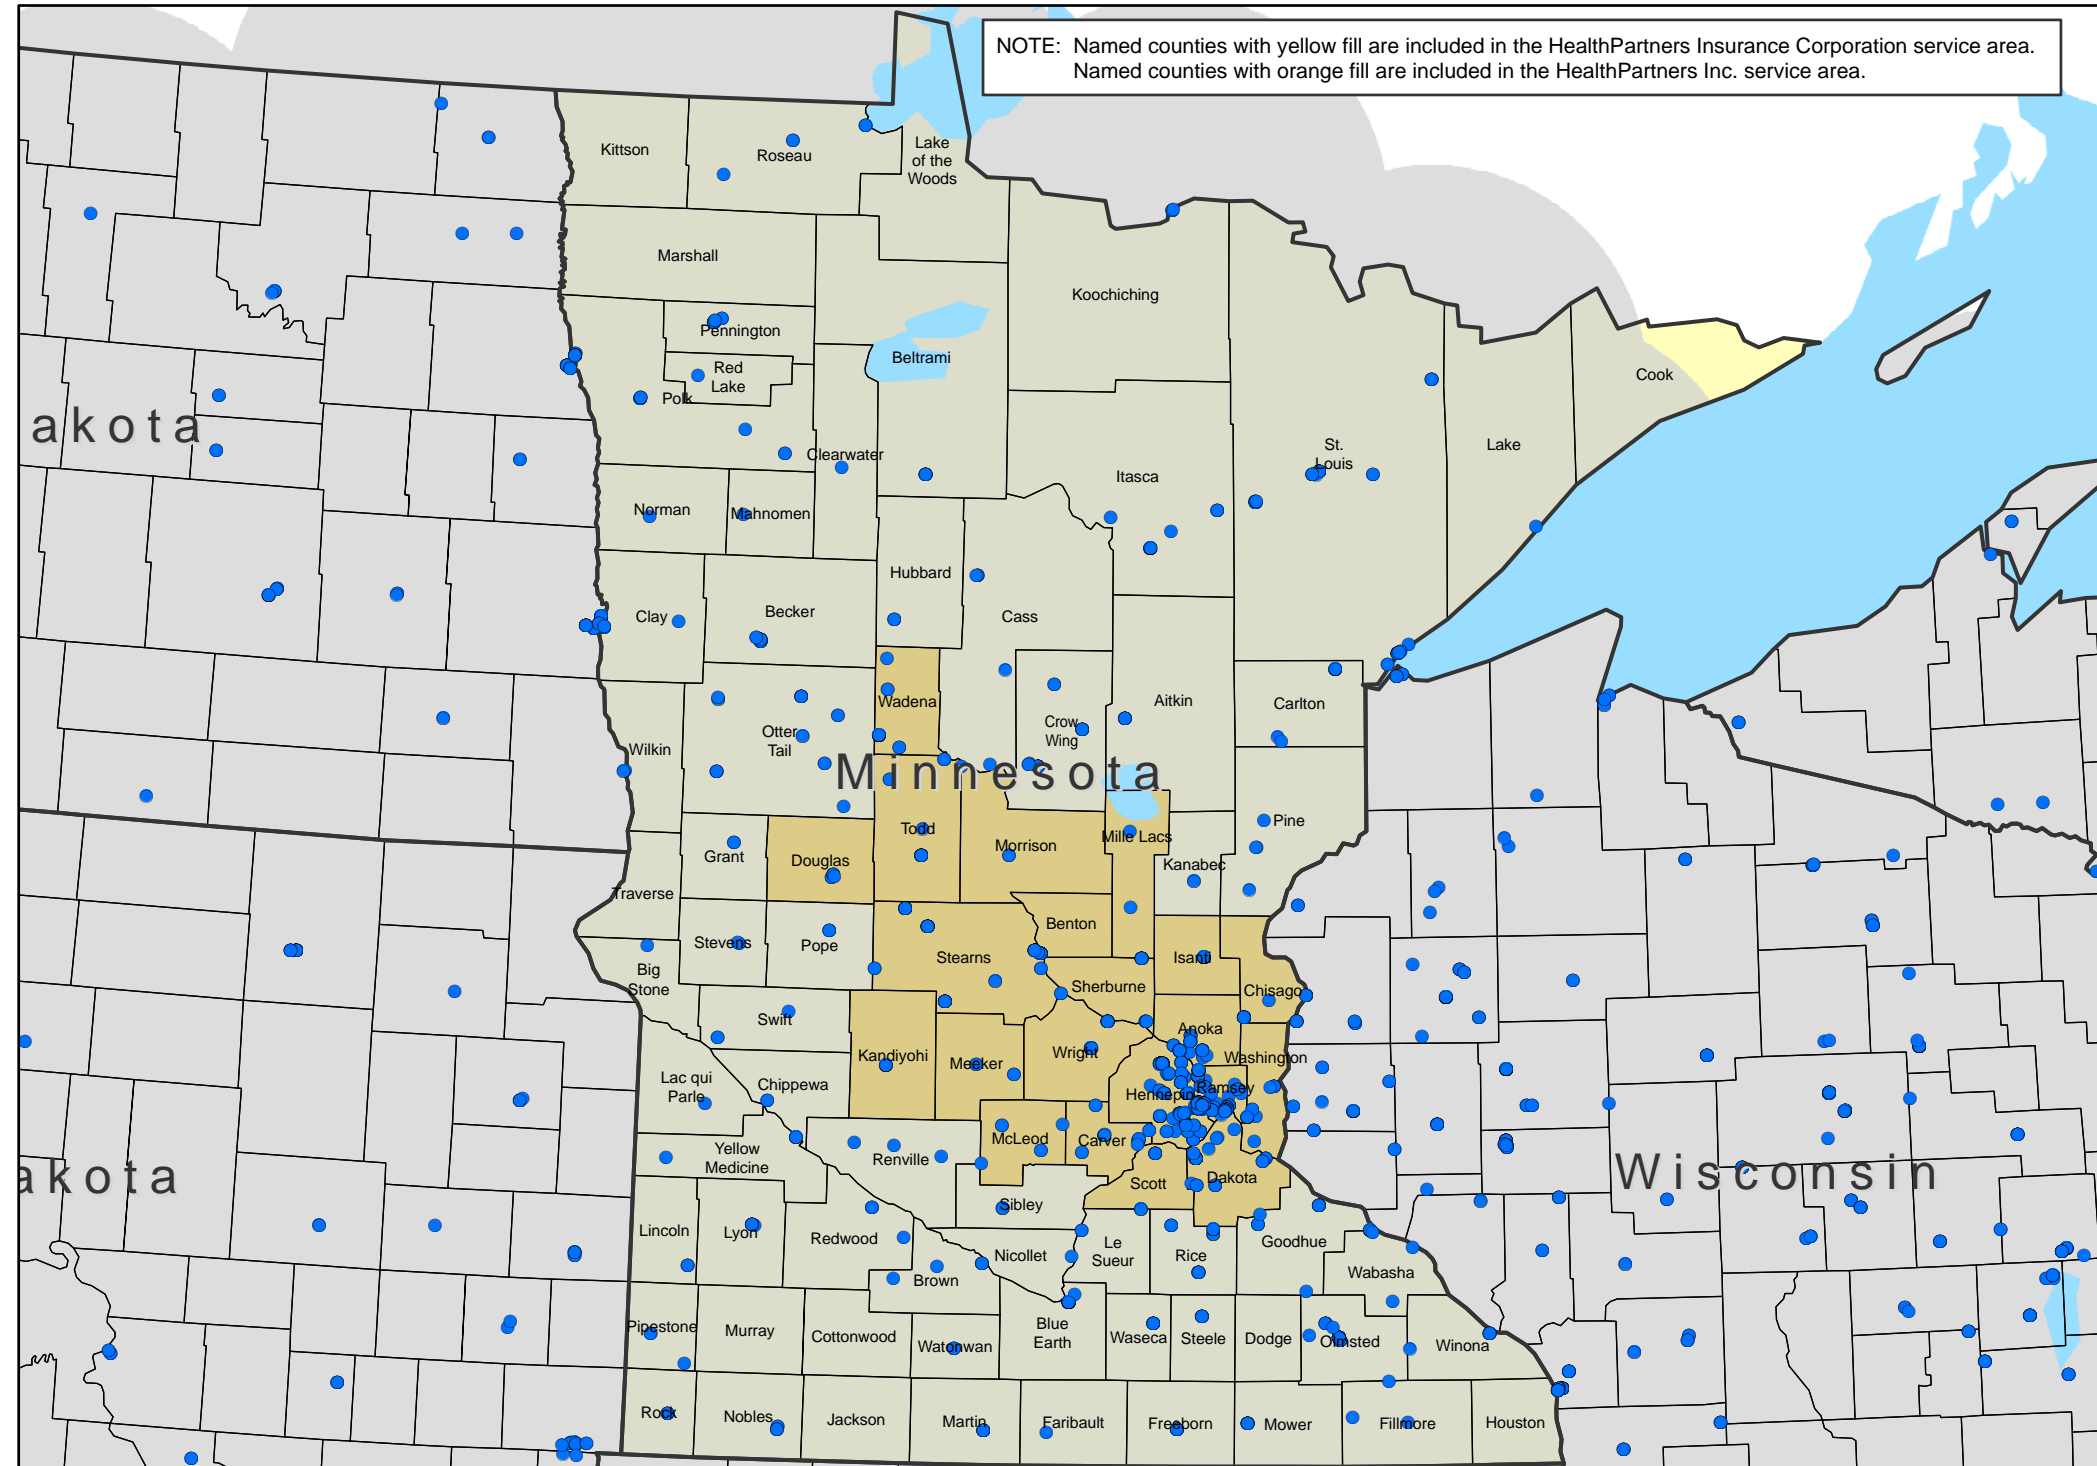 NOTE: Named counties with yellow fill are included in the HealthPartners Insurance Corporation service area.
Named counties with orange fill are included in the HealthPartners Inc. service area.
Kittson
Roseau
Lake
of the
Woods
Marshall
Koochiching
Pennington
Beltrami
Red
Lake
Polk
Cook
akota
Clearwater
St.
Louis
Lake
Itasca
Norman
Mahnomen
Hubbard
Clay
Becker
Cass
Wadena
Aitkin
Carlton
Otter
Tail
Crow
Wing
Wilkin
Minnesota
Todd
Mille Lacs
Pine
Morrison
Grant
Douglas
Kanabec
Traverse
Benton
Stevens
Pope
Stearns
Isanti
Big
Stone
Sherburne
Chisago
Swift
Anoka
Kandiyohi
Meeker
Wright
Washington
Lac qui
Parle
Chippewa
Hennepin
Ramsey
McLeod
Carver
Yellow
Medicine
Renville
Scott
Dakota
akota
Wisconsin
Sibley
Lincoln
Lyon
Redwood
Nicollet
Le
Sueur
Rice
Goodhue
Brown
Wabasha
Pipestone
Murray
Cottonwood
Watonwan
Blue
Earth
Waseca
Steele
Dodge
Olmsted
Winona
Rock
Nobles
Jackson
Martin
Faribault
Freeborn
Mower
Fillmore
Houston